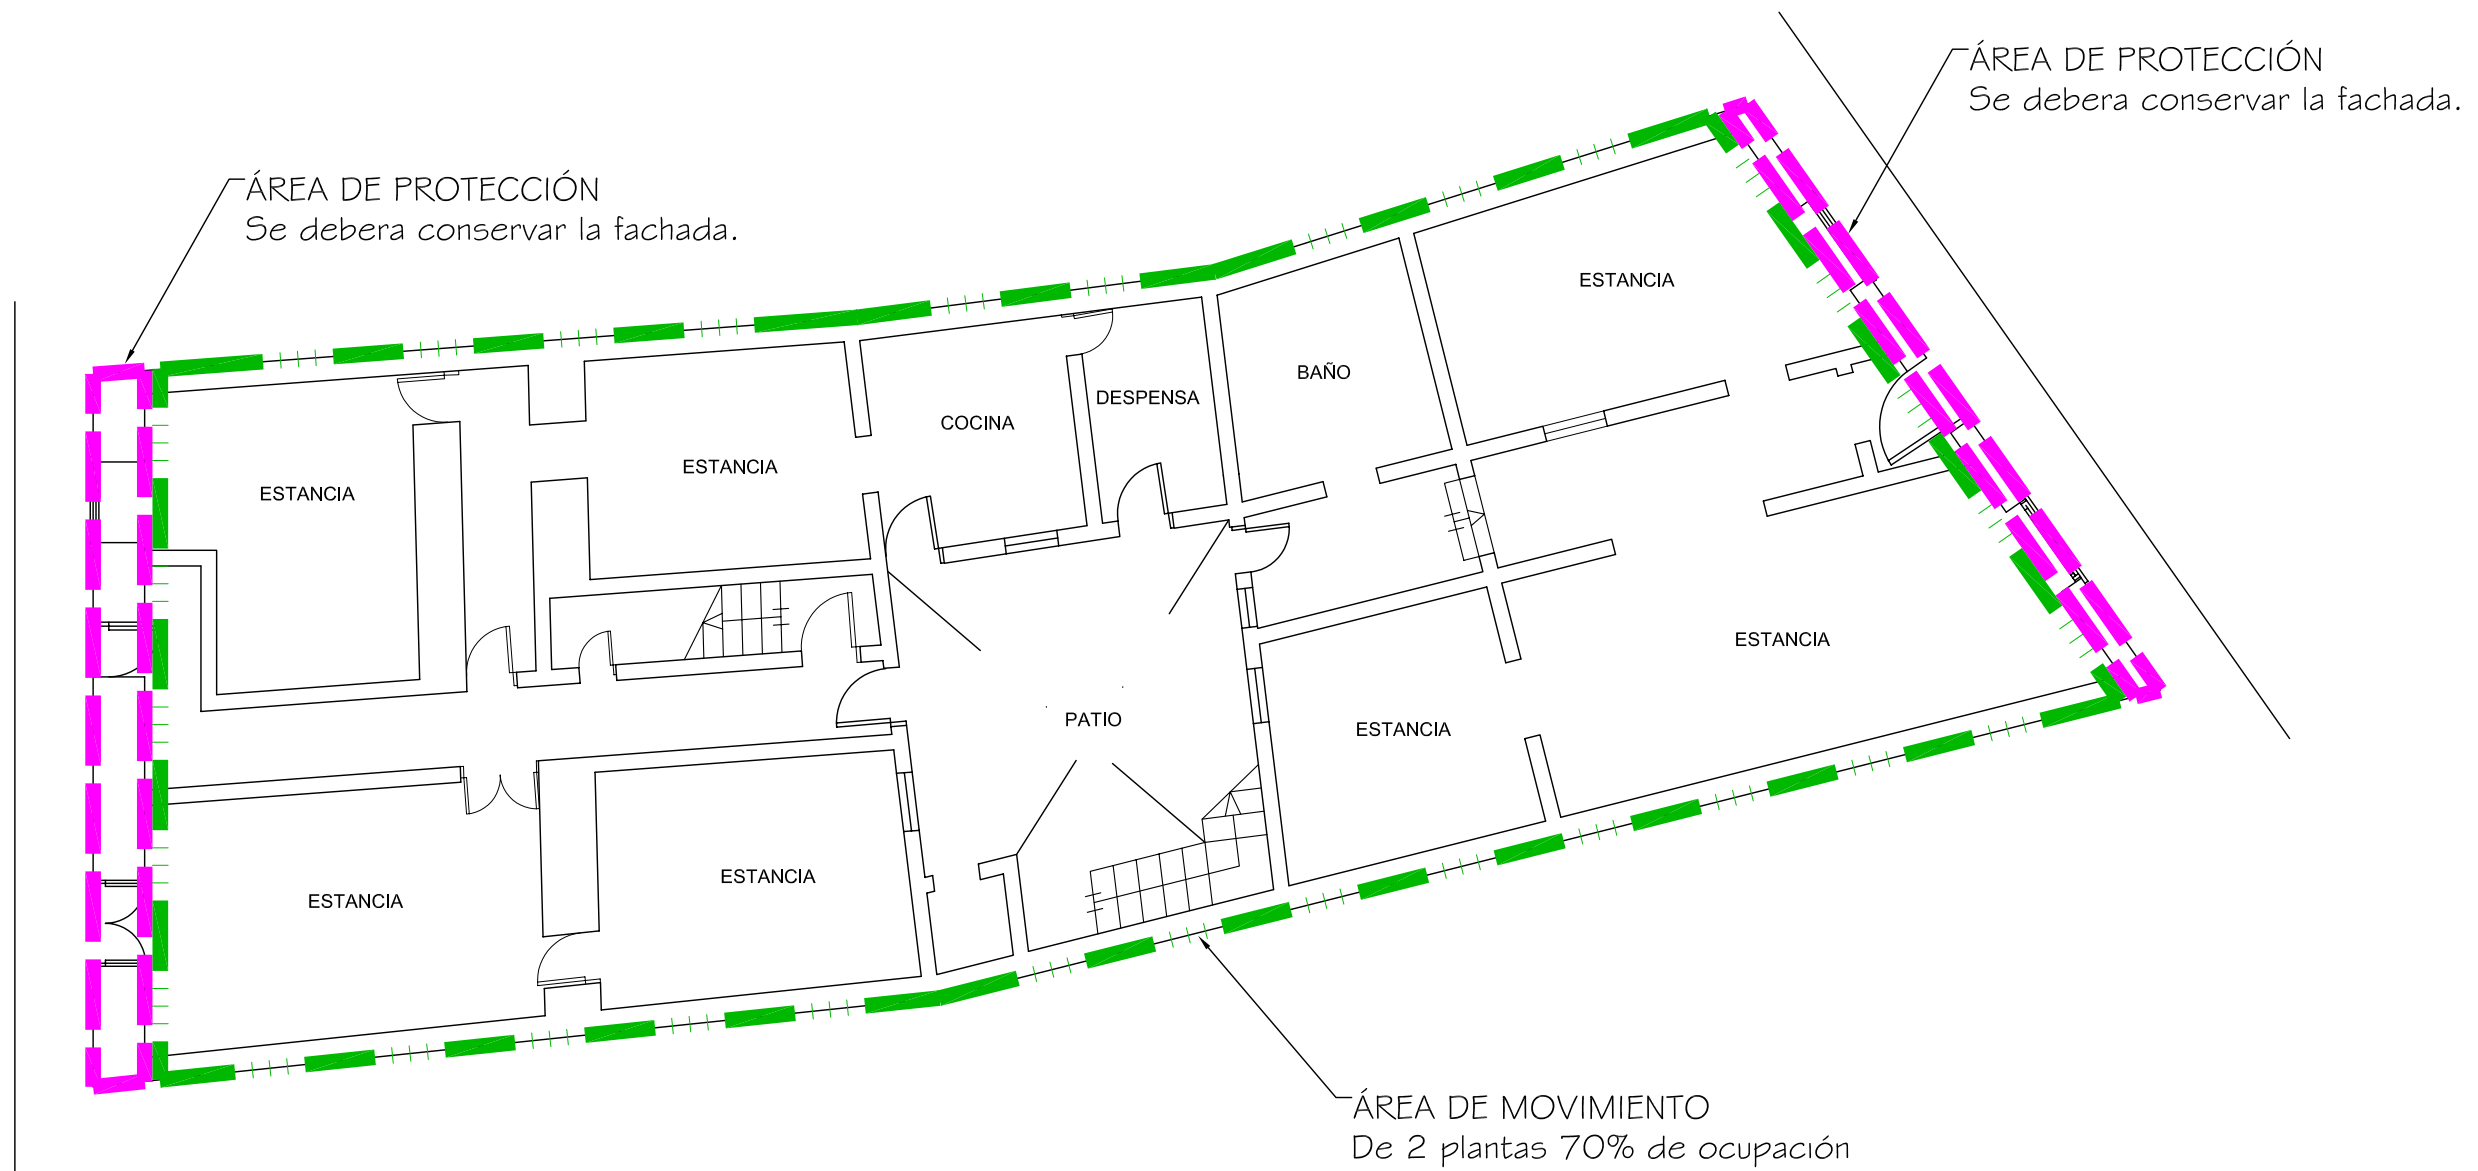 ÁREA DE PROTECCIÓN
Se debera conservar la fachada.
ÁREA DE PROTECCIÓN
Se debera conservar la fachada.
ESTANCIA
BAÑO
DESPENSA
COCINA
ESTANCIA
ESTANCIA
ESTANCIA
PATIO
ESTANCIA
ESTANCIA
ESTANCIA
ÁREA DE MOVIMIENTO
De 2 plantas 70% de ocupación